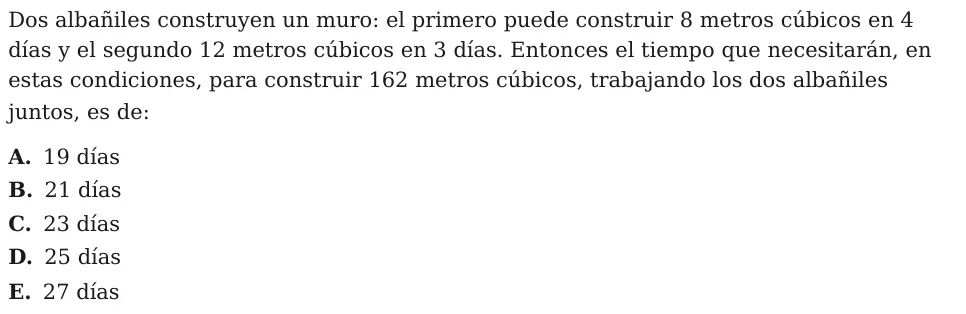 Dos albañiles construyen un muro: el primero puede construir 8 metros cúbicos en 4
días y el segundo 12 metros cúbicos en 3 días. Entonces el tiempo que necesitarán, en
estas condiciones, para construir 162 metros cúbicos, trabajando los dos albañiles
juntos, es de:
A. 19 días
B. 21 días
C. 23 días
D. 25 días
E. 27 días